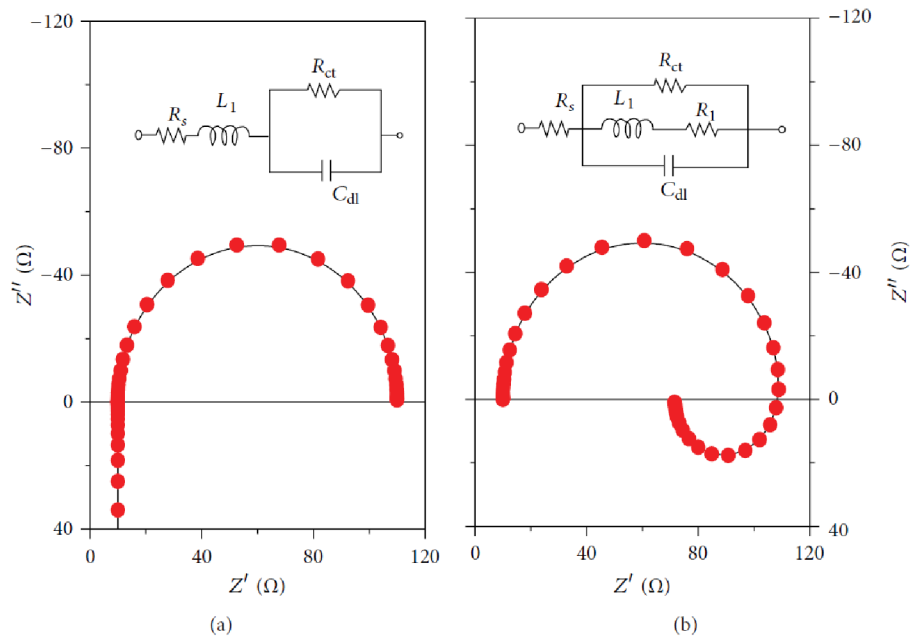 −120
−80
−40
0
40
Z″ (Ω)
R_ct
R_s
L_1
C_dl
0
40
80
120
Z′ (Ω)
(a)
−120
−80
−40
0
40
Z″ (Ω)
R_ct
R_s
L_1
R_1
C_dl
0
40
80
120
Z′ (Ω)
(b)